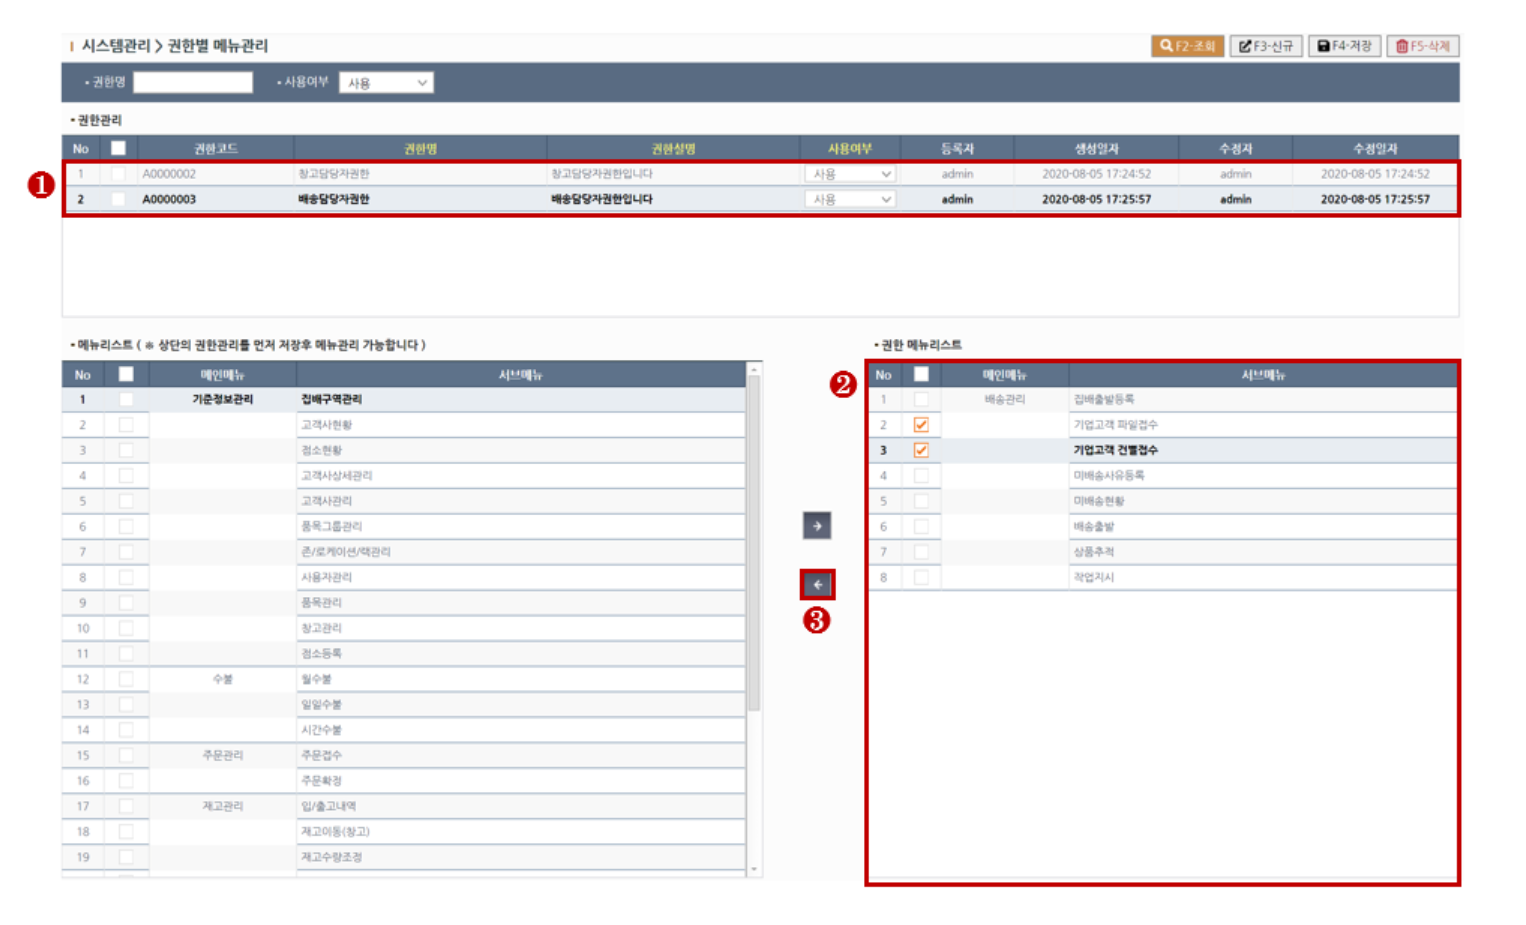 시스템관리 > 권한별 메뉴관리
F2-조회 F3-신규 F4-저장 F5-삭제
• 권한명 • 사용여부 사용
• 권한관리
No 권한코드 권한명 권한설명 사용여부 등록자 생성일자 수정자 수정일자
1 A0000002 창고담당자권한 창고담당자권한입니다 사용 admin 2020-08-05 17:24:52 admin 2020-08-05 17:24:52
❶
2 A0000003 배송담당자권한 배송담당자권한입니다 사용 admin 2020-08-05 17:25:57 admin 2020-08-05 17:25:57
• 메뉴리스트 ( ※ 상단의 권한관리를 먼저 저장후 메뉴관리 가능합니다 )
No 메인메뉴 서브메뉴
1 기준정보관리 집배구역관리
2 고객사현황
3 점소현황
4 고객사상세관리
5 고객사관리
6 품목그룹관리
7 존/로케이션/랙관리
8 사용자관리
9 품목관리
10 창고관리
11 점소등록
12 수불 월수불
13 일일수불
14 시간수불
15 주문관리 주문접수
16 주문확정
17 재고관리 입/출고내역
18 재고이동(창고)
19 재고수량조정
→
←
❸
• 권한 메뉴리스트
❷
No 메인메뉴 서브메뉴
1 배송관리 집배출발등록
2 기업고객 파일접수
3 기업고객 건별접수
4 미배송사유등록
5 미배송현황
6 배송출발
7 상품추적
8 작업지시